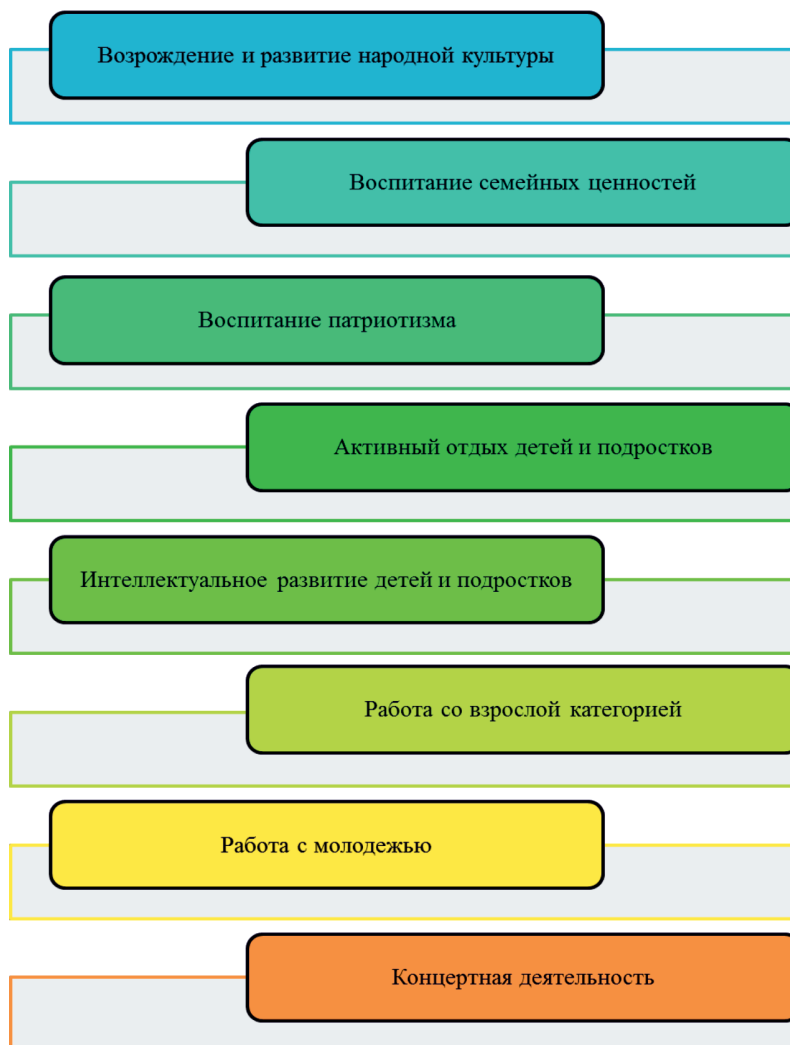 Возрождение и развитие народной культуры
Воспитание семейных ценностей
Воспитание патриотизма
Активный отдых детей и подростков
Интеллектуальное развитие детей и подростков
Работа со взрослой категорией
Работа с молодежью
Концертная деятельность